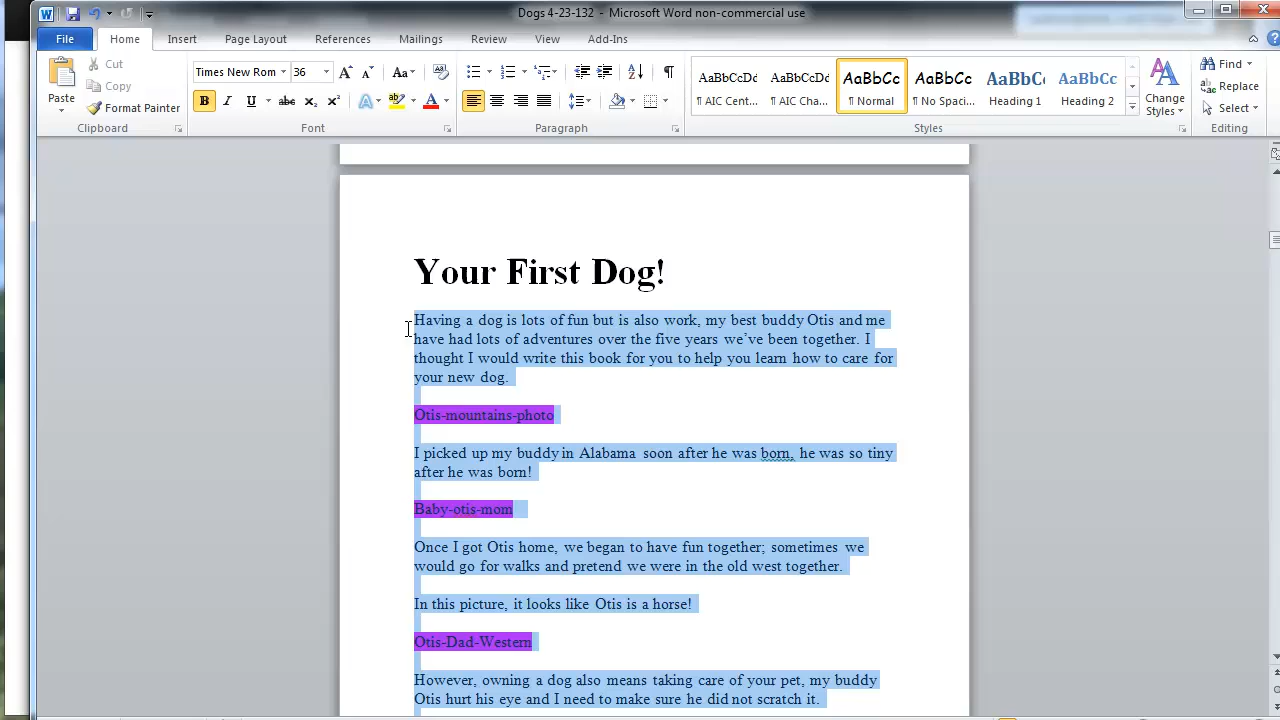 Dogs 4-23-132 - Microsoft Word non-commercial use
File Home Insert Page Layout References Mailings Review View Add-Ins
Paste
Cut
Copy
Format Painter
Clipboard
Times New Rom 36
Font
Paragraph
AaBbCcDc AaBbCcDc AaBbCc AaBbCc AaBbC AaBbCc
¶ AIC Cent... ¶ AIC Cha... ¶ Normal ¶ No Spaci... Heading 1 Heading 2
Change
Styles
Styles
Find
Replace
Select
Editing
Your First Dog!
Having a dog is lots of fun but is also work, my best buddy Otis and me
have had lots of adventures over the five years we’ve been together. I
thought I would write this book for you to help you learn how to care for
your new dog.
Otis-mountains-photo
I picked up my buddy in Alabama soon after he was born, he was so tiny
after he was born!
Baby-otis-mom
Once I got Otis home, we began to have fun together; sometimes we
would go for walks and pretend we were in the old west together.
In this picture, it looks like Otis is a horse!
Otis-Dad-Western
However, owning a dog also means taking care of your pet, my buddy
Otis hurt his eye and I need to make sure he did not scratch it.